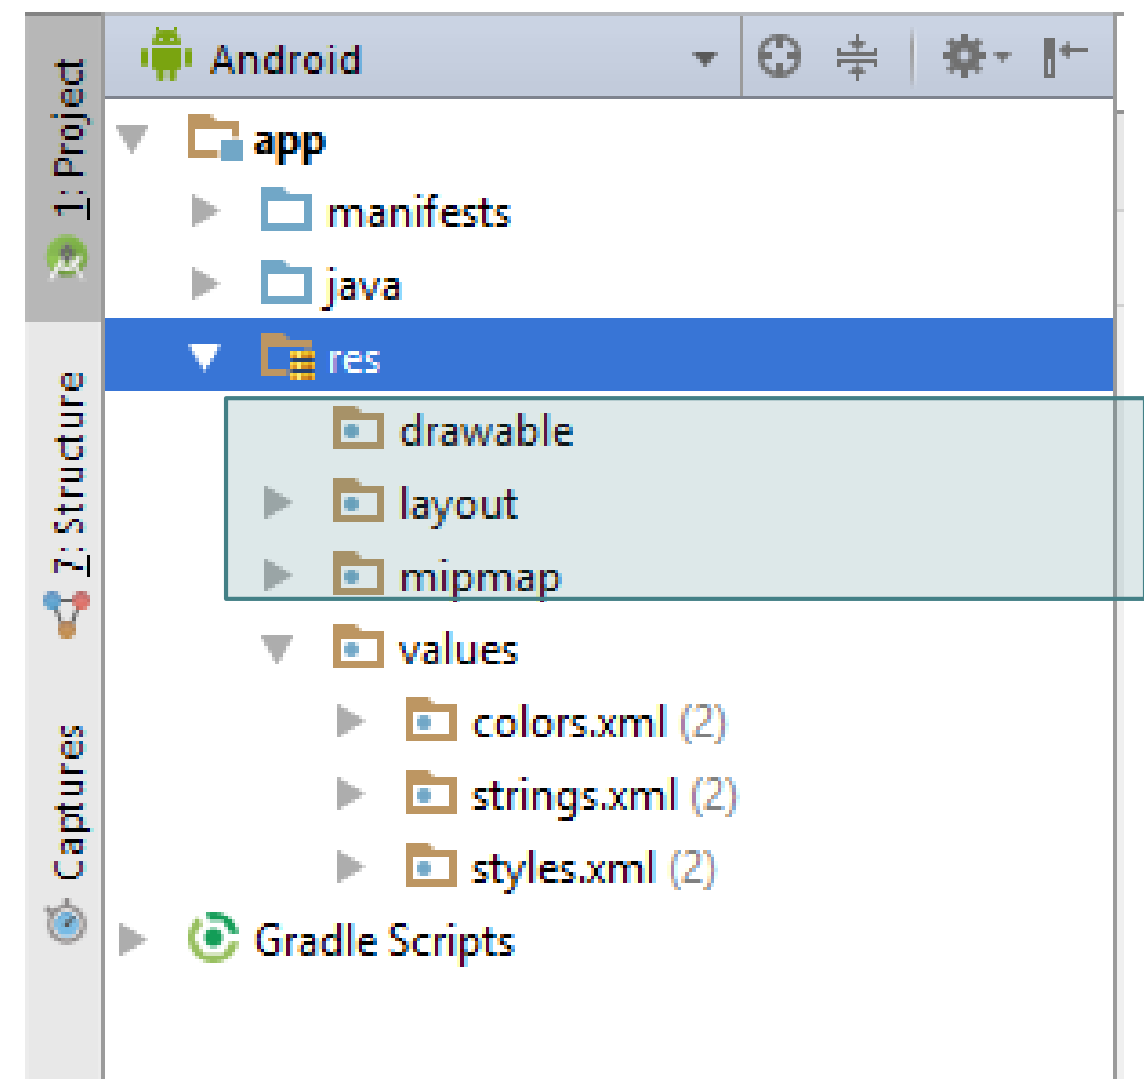 Android
app
manifests
java
res
drawable
layout
mipmap
values
colors.xml (2)
strings.xml (2)
styles.xml (2)
Gradle Scripts
1: Project
7: Structure
Captures